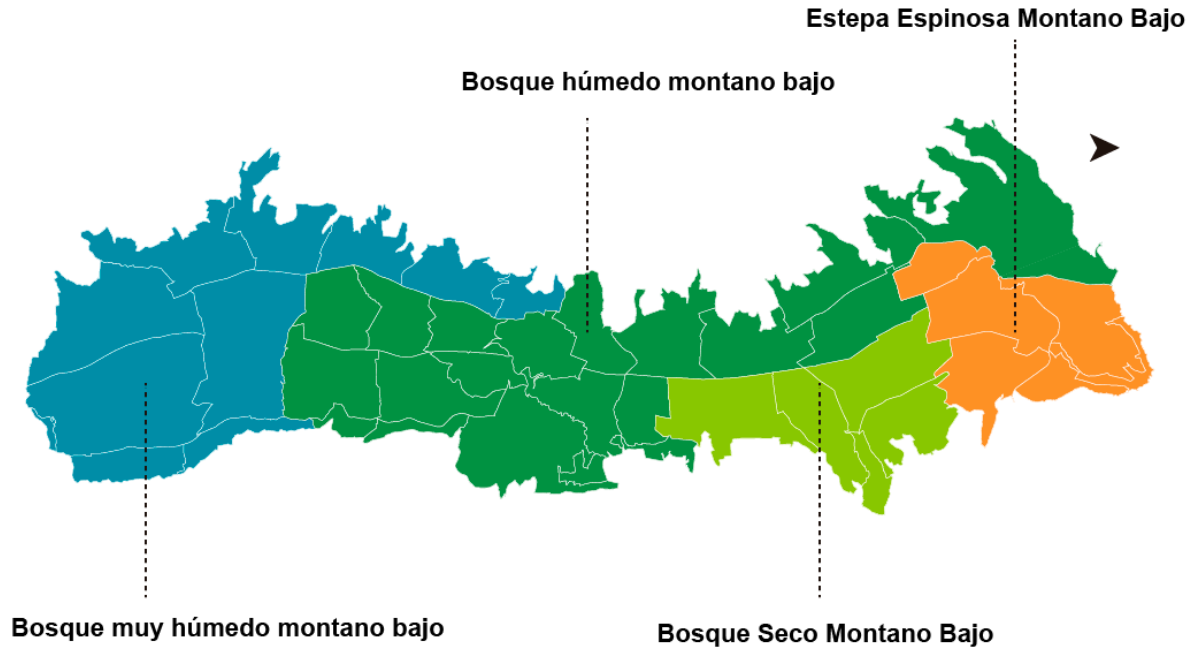 Estepa Espinosa Montano Bajo
Bosque húmedo montano bajo
Bosque muy húmedo montano bajo
Bosque Seco Montano Bajo